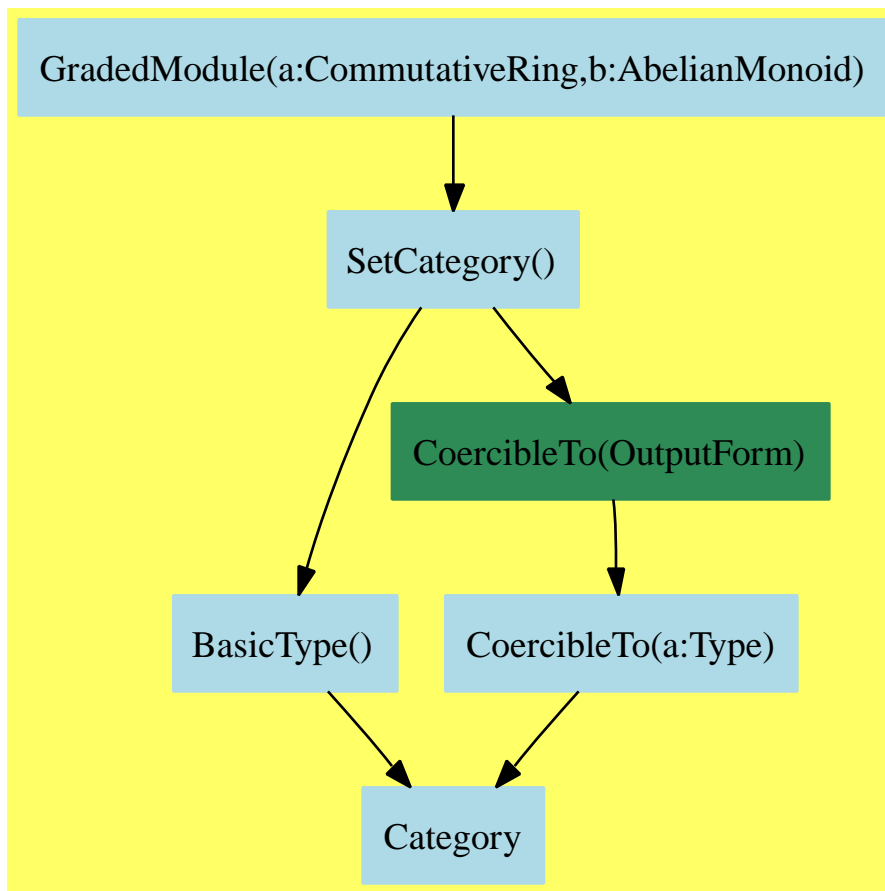 GradedModule(a:CommutativeRing,b:AbelianMonoid)
SetCategory()
CoercibleTo(OutputForm)
BasicType()
CoercibleTo(a:Type)
Category